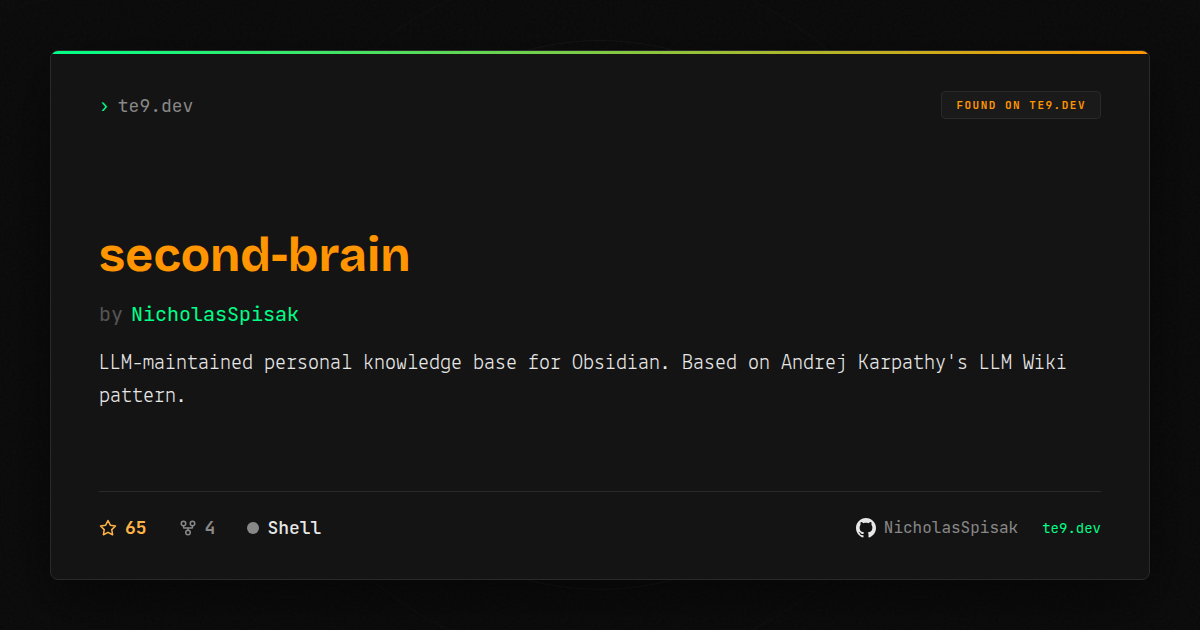 › te9.dev
FOUND ON TE9.DEV
second-brain
by NicholasSpisak
LLM-maintained personal knowledge base for Obsidian. Based on Andrej Karpathy's LLM Wiki
pattern.
65 4 Shell
NicholasSpisak te9.dev